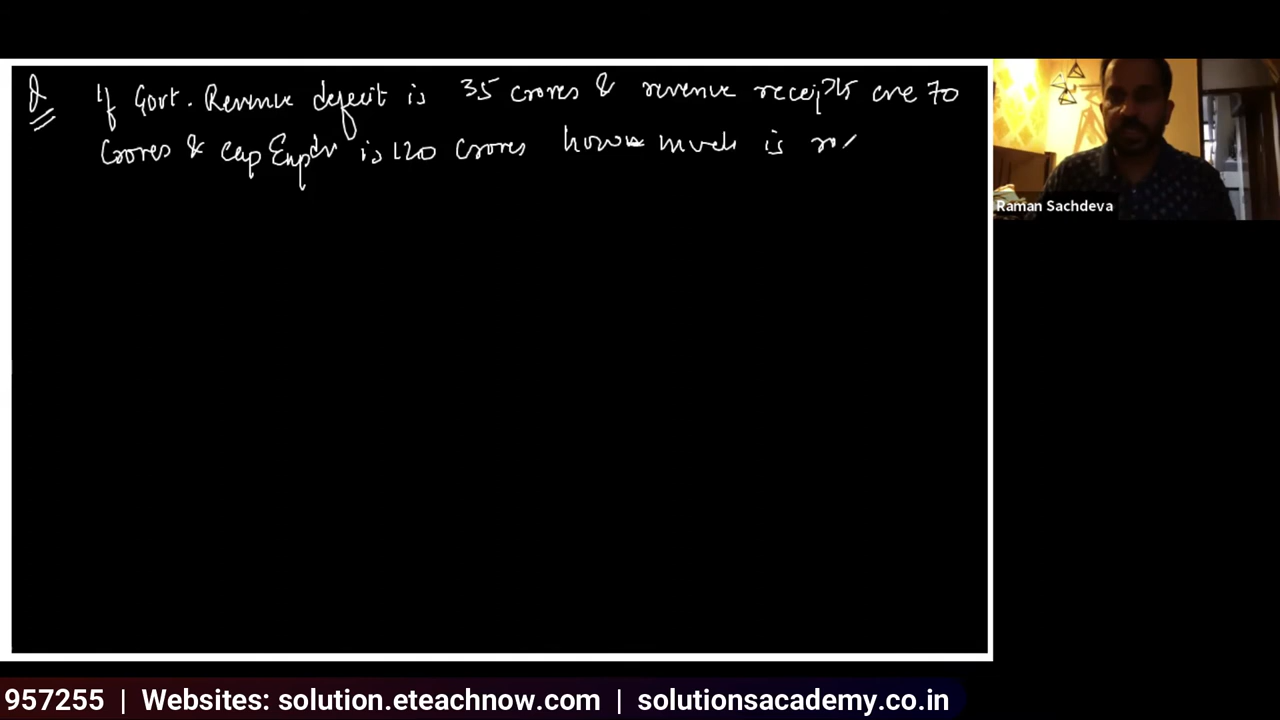 Q If Govt. Revenue deficit is 35 crores & revenue receipts are 70
crores & cap Expdr is 120 crores how much is
Raman Sachdeva
957255 | Websites: solution.eteachnow.com | solutionsacademy.co.in